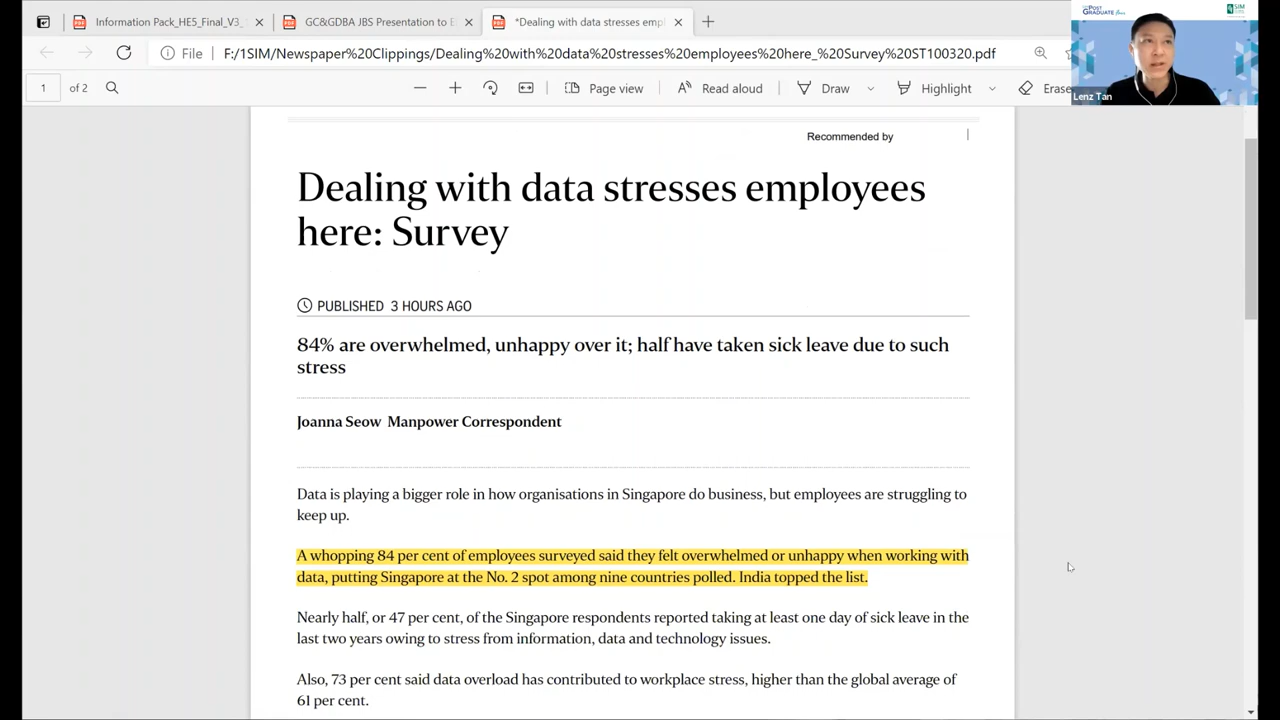 Information Pack_HE5_Final_V3_
GC&GDBA JBS Presentation to E
*Dealing with data stresses empl
File
F:/1SIM/Newspaper%20Clippings/Dealing%20with%20data%20stresses%20employees%20here_%20Survey%20ST100320.pdf
1 of 2
Page view
Read aloud
Draw
Highlight
Erase
POST
GRADUATE
SIM
Lenz Tan
Recommended by
Dealing with data stresses employees
here: Survey
PUBLISHED 3 HOURS AGO
84% are overwhelmed, unhappy over it; half have taken sick leave due to such
stress
Joanna Seow Manpower Correspondent
Data is playing a bigger role in how organisations in Singapore do business, but employees are struggling to
keep up.
A whopping 84 per cent of employees surveyed said they felt overwhelmed or unhappy when working with
data, putting Singapore at the No. 2 spot among nine countries polled. India topped the list.
Nearly half, or 47 per cent, of the Singapore respondents reported taking at least one day of sick leave in the
last two years owing to stress from information, data and technology issues.
Also, 73 per cent said data overload has contributed to workplace stress, higher than the global average of
61 per cent.